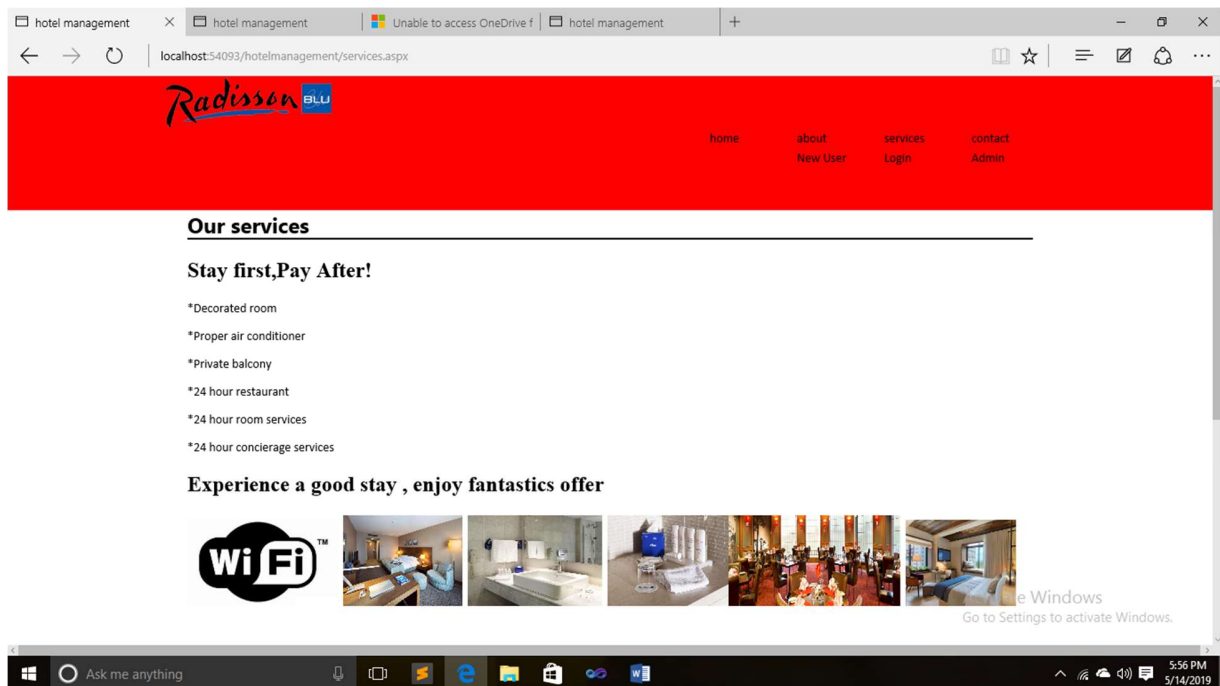 hotel management
hotel management
Unable to access OneDrive f
hotel management
localhost:54093/hotelmanagement/services.aspx
Radisson BLU
home about services contact
New User Login Admin
Our services
Stay first,Pay After!
*Decorated room
*Proper air conditioner
*Private balcony
*24 hour restaurant
*24 hour room services
*24 hour concierage services
Experience a good stay , enjoy fantastics offer
Wi Fi TM
e Windows
Go to Settings to activate Windows.
Ask me anything
5:56 PM
5/14/2019